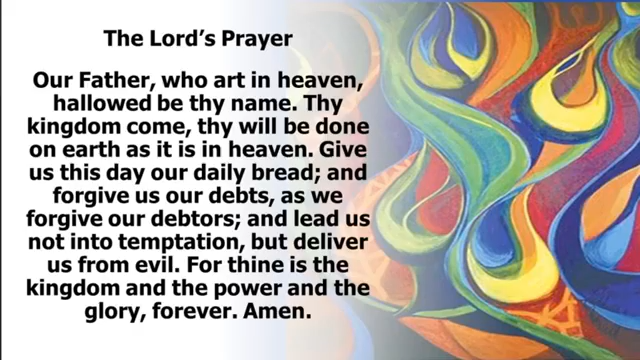 The Lord's Prayer
Our Father, who art in heaven,
hallowed be thy name. Thy
kingdom come, thy will be done
on earth as it is in heaven. Give
us this day our daily bread; and
forgive us our debts, as we
forgive our debtors; and lead us
not into temptation, but deliver
us from evil. For thine is the
kingdom and the power and the
glory, forever. Amen.